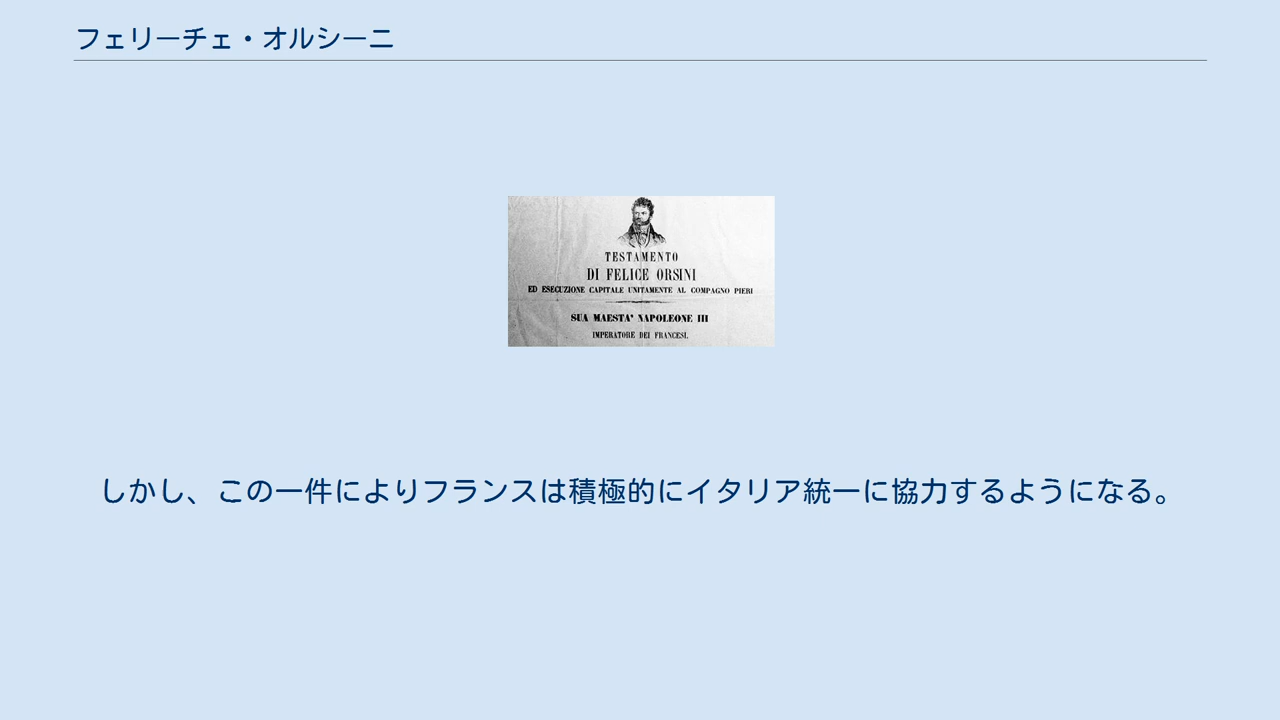 フェリーチェ・オルシーニ
TESTAMENTO
DI FELICE ORSINI
ED ESECUZIONE CAPITALE UNITAMENTE AL COMPAGNO PIERI
SUA MAESTA' NAPOLEONE III
IMPERATORE DEI FRANCESI.
しかし、この一件によりフランスは積極的にイタリア統一に協力するようになる。